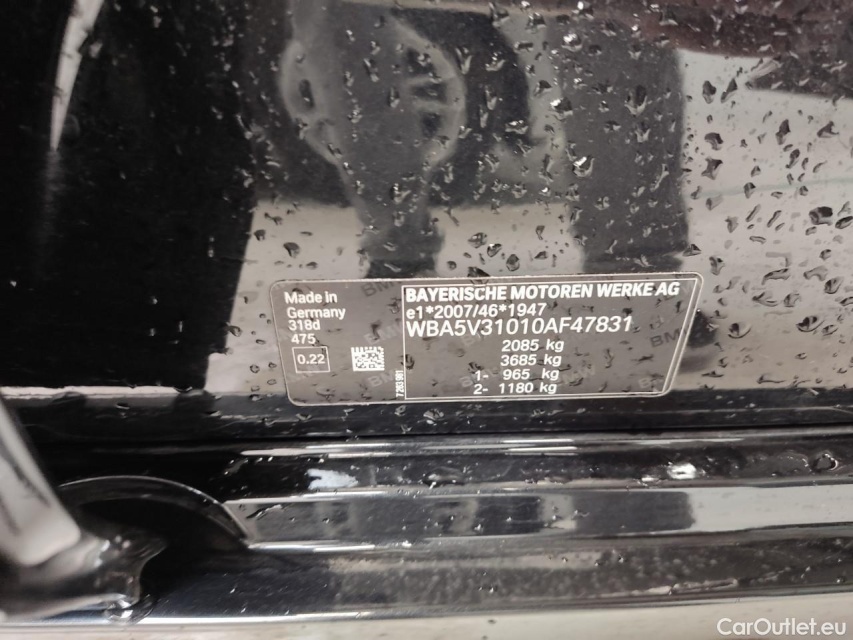 Made in
Germany
318d
475
0.22
BAYERISCHE MOTOREN WERKE AG
e1*2007/46*1947
WBA5V31010AF47831
2085 kg
3685 kg
1- 965 kg
2- 1180 kg
CarOutlet.eu